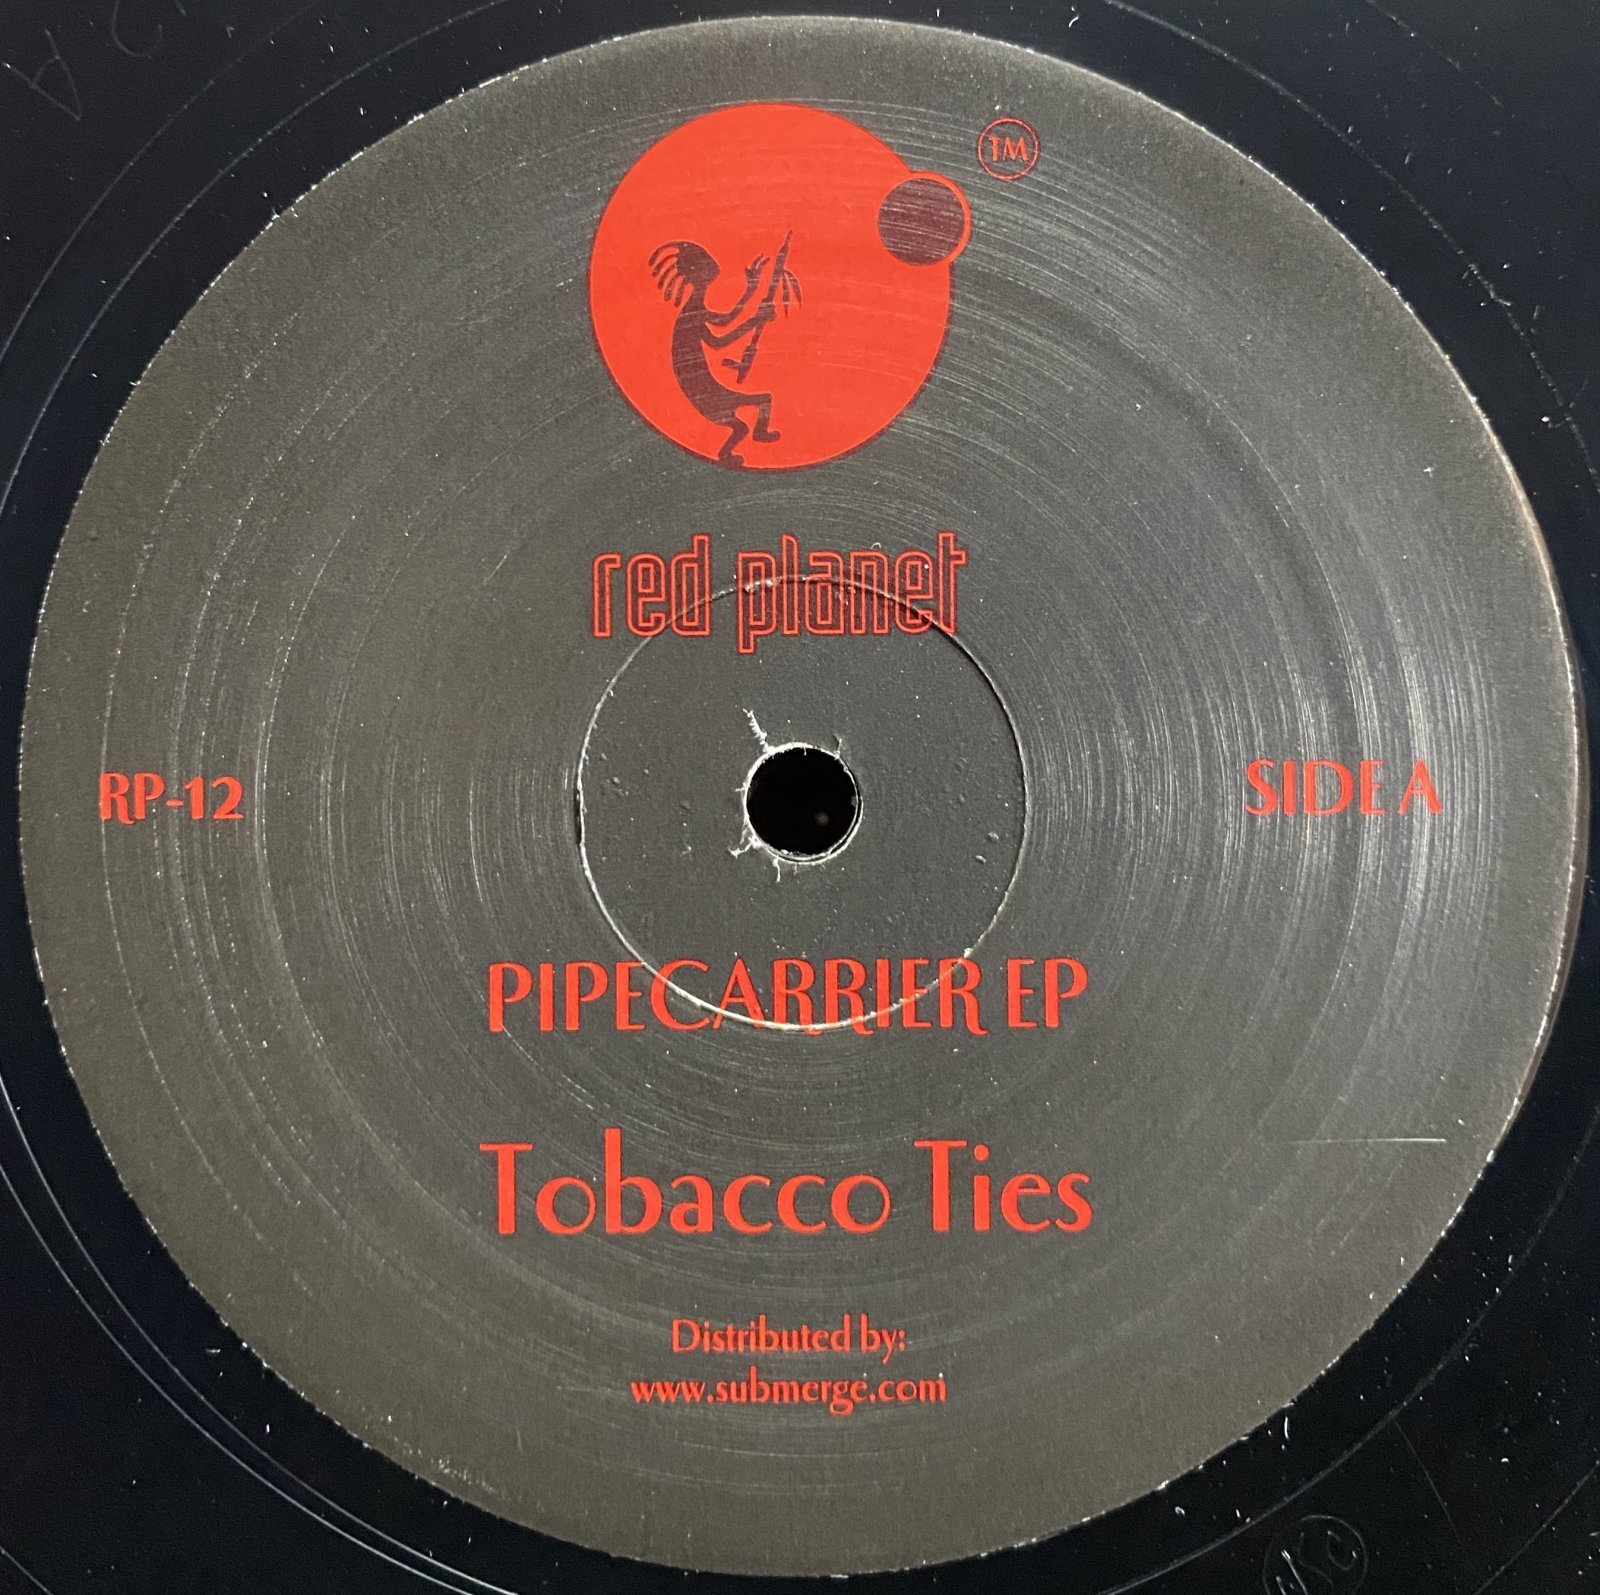 TM
red planet
RP-12
SIDE A
PIPECARRIER EP
Tobacco Ties
Distributed by:
www.submerge.com